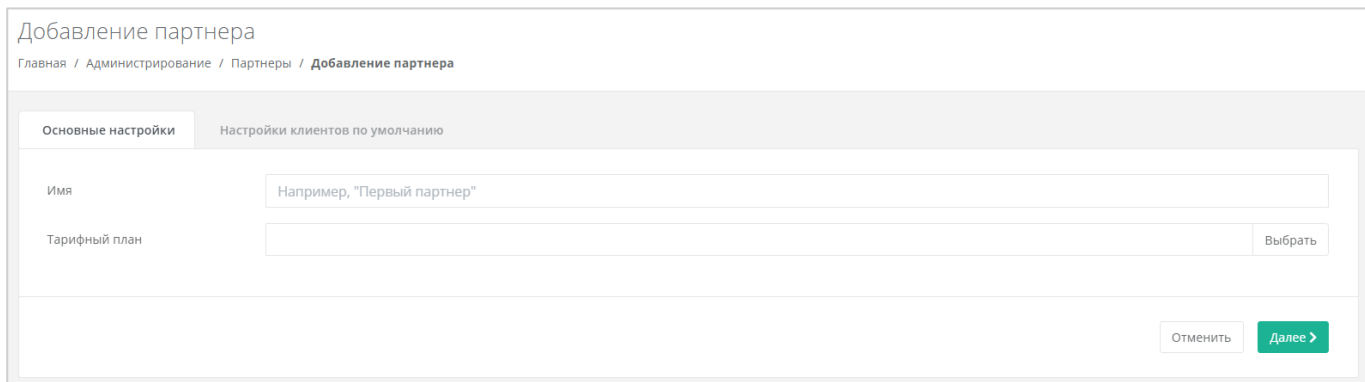 Добавление партнера
Главная / Администрирование / Партнеры / Добавление партнера
Основные настройки
Настройки клиентов по умолчанию
Имя
Например, "Первый партнер"
Тарифный план
Выбрать
Отменить
Далее